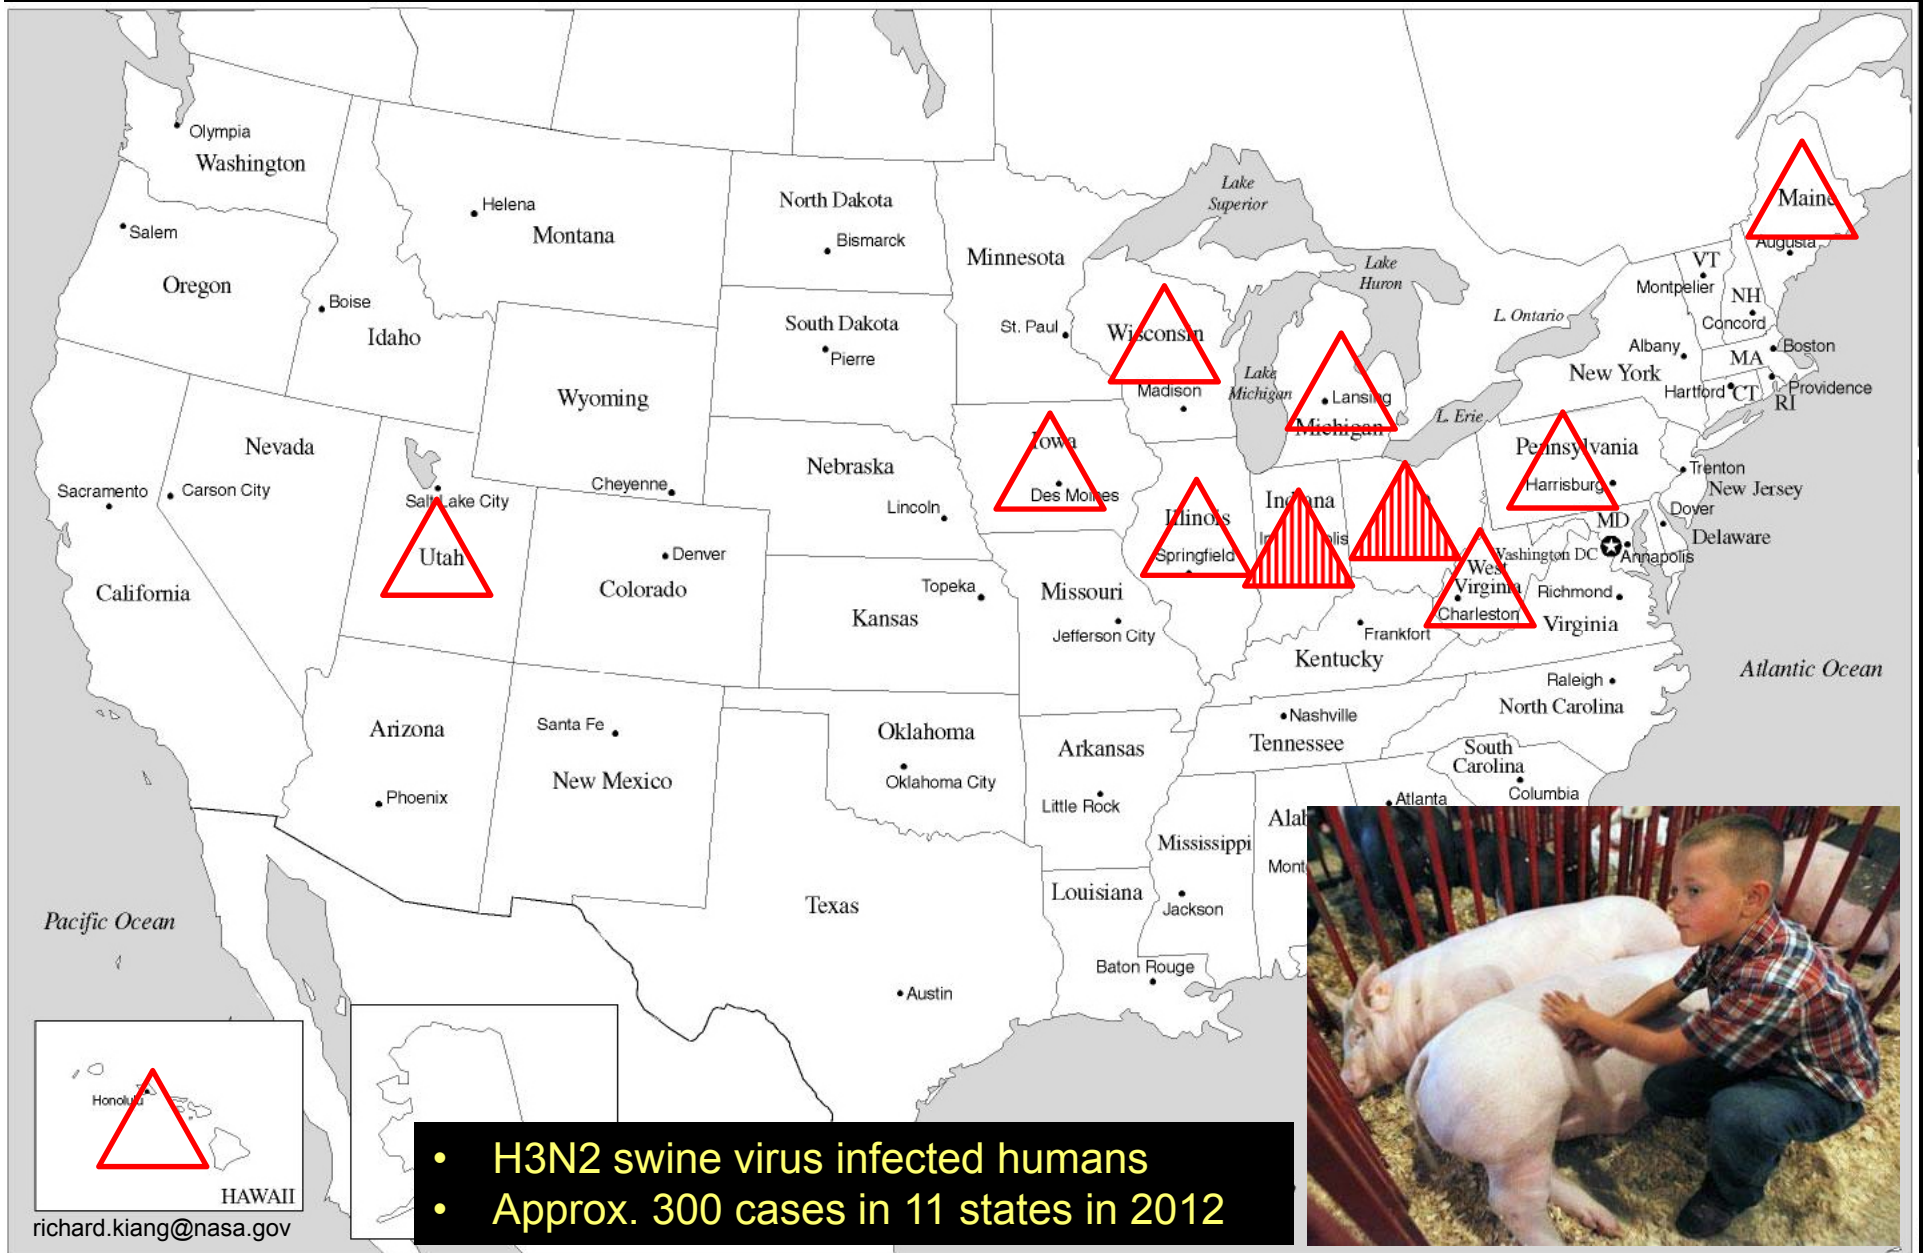 Olympia
Washington
Salem
Oregon
Helena
Montana
Boise
Idaho
North Dakota
Bismarck
South Dakota
Pierre
Minnesota
St. Paul
Lake
Superior
Lake
Huron
Lake
Michigan
L. Ontario
L. Erie
Wisconsin
Madison
Lansing
Michigan
Maine
Augusta
VT
Montpelier
NH
Concord
Albany
New York
MA
Boston
Hartford
CT
RI
Providence
Wyoming
Cheyenne
Nevada
Carson City
Sacramento
California
Salt Lake City
Utah
Denver
Colorado
Nebraska
Lincoln
Iowa
Des Moines
Illinois
Springfield
Indiana
Pennsylvania
Harrisburg
Trenton
New Jersey
MD
Dover
Delaware
Washington DC
Annapolis
West
Virginia
Charleston
Richmond
Virginia
Topeka
Kansas
Missouri
Jefferson City
Frankfort
Kentucky
Raleigh
North Carolina
Atlantic Ocean
Arizona
Phoenix
Santa Fe
New Mexico
Oklahoma
Oklahoma City
Arkansas
Little Rock
Nashville
Tennessee
South
Carolina
Columbia
Atlanta
Alab
Mont
Mississippi
Jackson
Louisiana
Baton Rouge
Texas
Austin
Pacific Ocean
Honolulu
HAWAII
richard.kiang@nasa.gov
• H3N2 swine virus infected humans
• Approx. 300 cases in 11 states in 2012